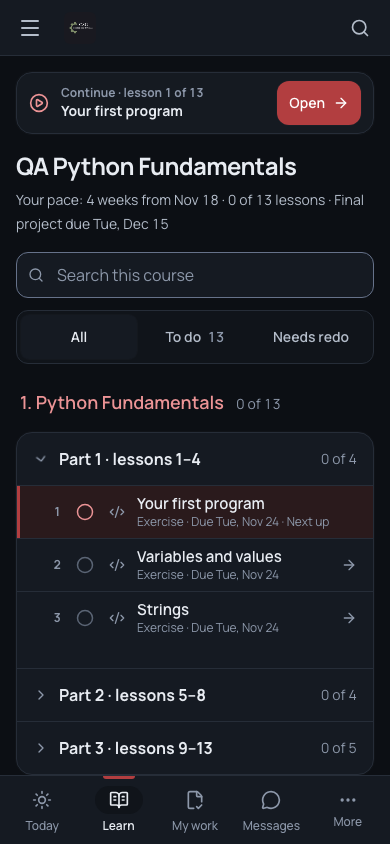 Continue · lesson 1 of 13
Your first program
Open
QA Python Fundamentals
Your pace: 4 weeks from Nov 18 · 0 of 13 lessons · Final
project due Tue, Dec 15
Search this course
All
To do 13
Needs redo
1. Python Fundamentals 0 of 13
Part 1 · lessons 1–4 0 of 4
1 Your first program
Exercise · Due Tue, Nov 24 · Next up
2 Variables and values
Exercise · Due Tue, Nov 24
3 Strings
Exercise · Due Tue, Nov 24
Part 2 · lessons 5–8 0 of 4
Part 3 · lessons 9–13 0 of 5
Today
Learn
My work
Messages
More